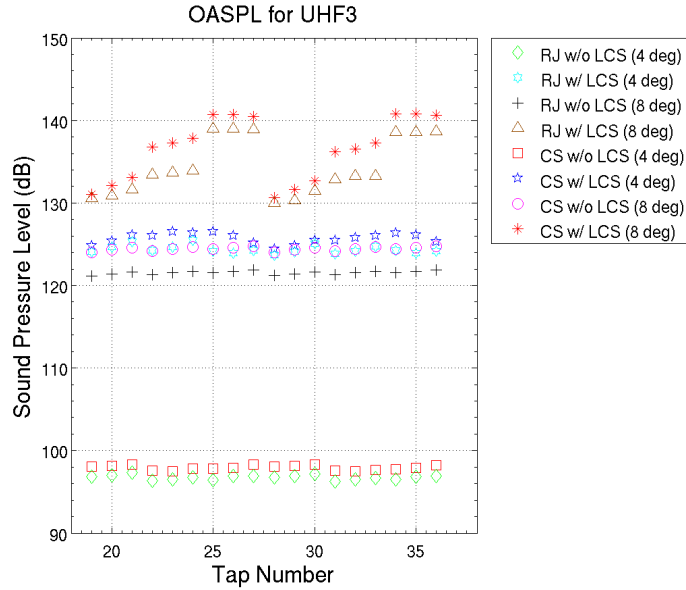 OASPL for UHF3
Sound Pressure Level (dB)
150
140
130
120
110
100
90
20
25
30
35
Tap Number
RJ w/o LCS (4 deg)
RJ w/ LCS (4 deg)
RJ w/o LCS (8 deg)
RJ w/ LCS (8 deg)
CS w/o LCS (4 deg)
CS w/ LCS (4 deg)
CS w/o LCS (8 deg)
CS w/ LCS (8 deg)